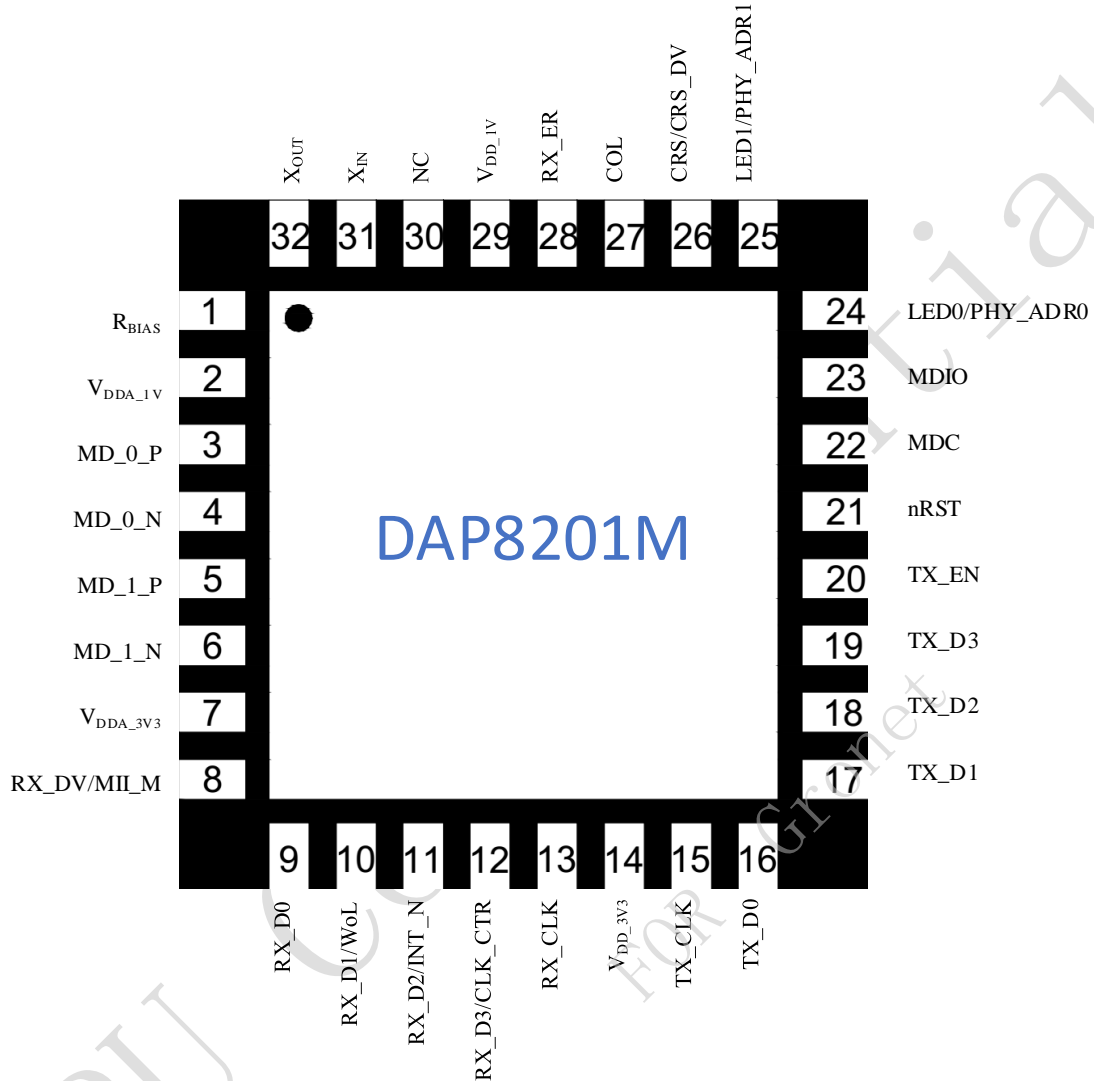 X_OUT
X_IN
NC
V_DD_1V
RX_ER
COL
CRS/CRS_DV
LED1/PHY_ADR1
32 31 30 29 28 27 26 25
R_BIAS 1
V_DDA_1V 2
MD_0_P 3
MD_0_N 4
MD_1_P 5
MD_1_N 6
V_DDA_3V3 7
RX_DV/MII_M 8
DAP8201M
24 LED0/PHY_ADR0
23 MDIO
22 MDC
21 nRST
20 TX_EN
19 TX_D3
18 TX_D2
17 TX_D1
9 10 11 12 13 14 15 16
RX_D0
RX_D1/WoL
RX_D2/INT_N
RX_D3/CLK_CTR
RX_CLK
V_DD_3V3
TX_CLK
TX_D0
FOR Gronet